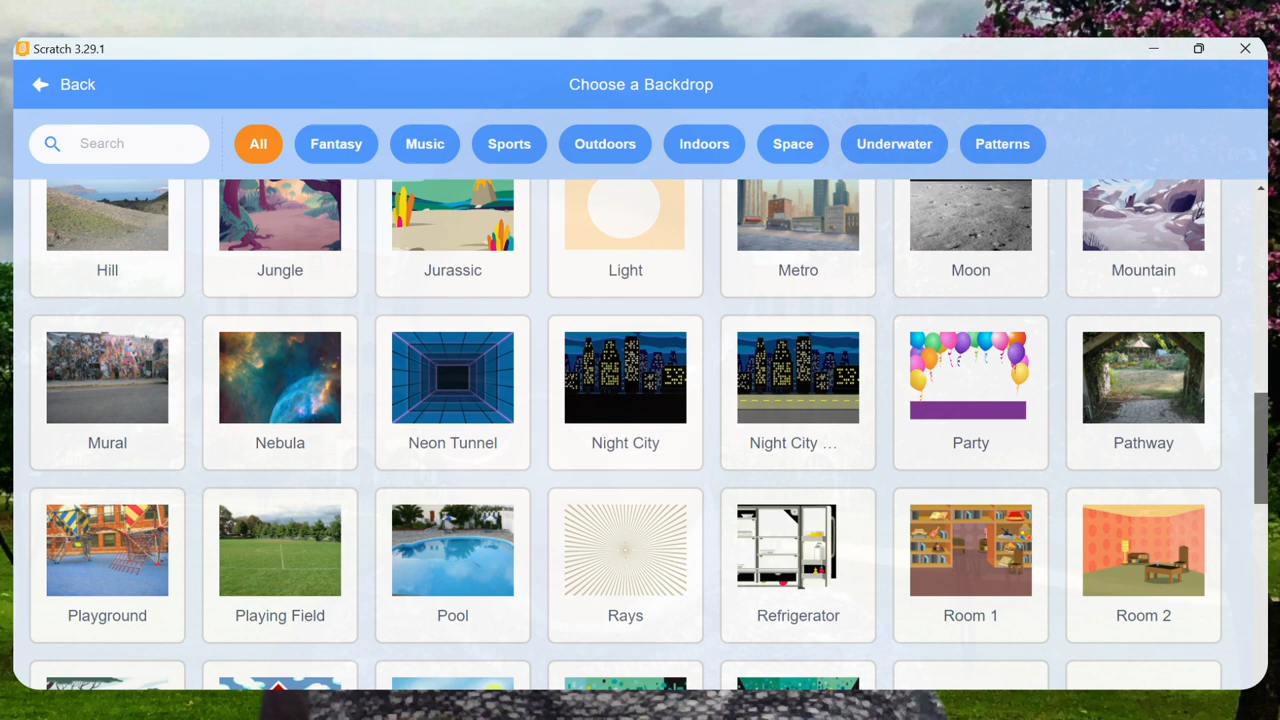 Scratch 3.29.1
Back
Choose a Backdrop
Search
All
Fantasy
Music
Sports
Outdoors
Indoors
Space
Underwater
Patterns
Hill
Jungle
Jurassic
Light
Metro
Moon
Mountain
Mural
Nebula
Neon Tunnel
Night City
Night City ...
Party
Pathway
Playground
Playing Field
Pool
Rays
Refrigerator
Room 1
Room 2